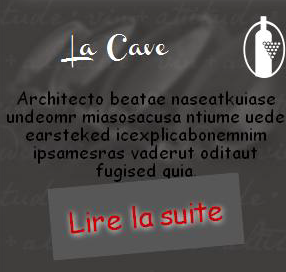 La Cave
Architecto beatae naseatkuiase
undeomr miasosacusa ntiume uede
earsteked icexplicabonemnim
ipsamesras vaderut oditaut
fugised quia
Lire la suite